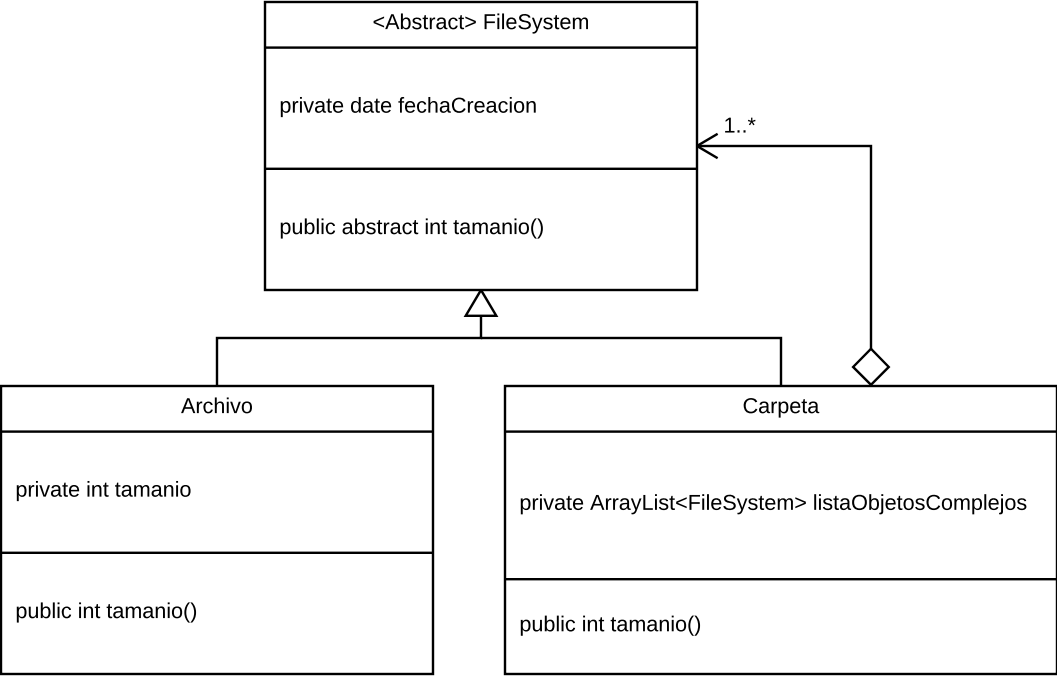 <Abstract> FileSystem
private date fechaCreacion
1..*
public abstract int tamanio()
Archivo
private int tamanio
public int tamanio()
Carpeta
private ArrayList<FileSystem> listaObjetosComplejos
public int tamanio()